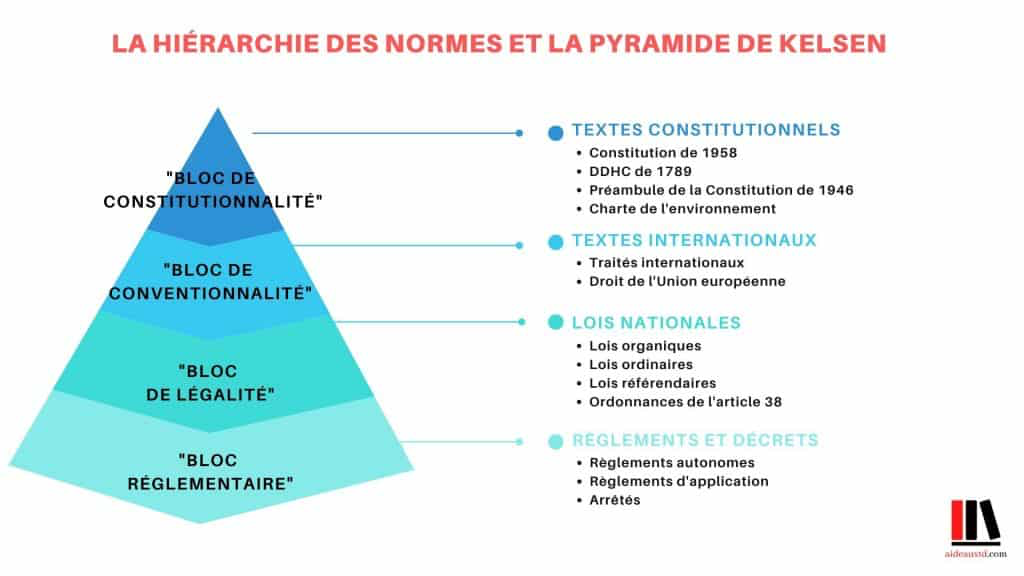 LA HIÉRARCHIE DES NORMES ET LA PYRAMIDE DE KELSEN
"BLOC DE
CONSTITUTIONNALITÉ"
"BLOC DE
CONVENTIONNALITÉ"
"BLOC
DE LÉGALITÉ"
"BLOC
RÉGLEMENTAIRE"
TEXTES CONSTITUTIONNELS
• Constitution de 1958
• DDHC de 1789
• Préambule de la Constitution de 1946
• Charte de l'environnement
TEXTES INTERNATIONAUX
• Traités internationaux
• Droit de l'Union européenne
LOIS NATIONALES
• Lois organiques
• Lois ordinaires
• Lois référendaires
• Ordonnances de l'article 38
RÈGLEMENTS ET DÉCRETS
• Règlements autonomes
• Règlements d'application
• Arrêtés
aideauxtd.com